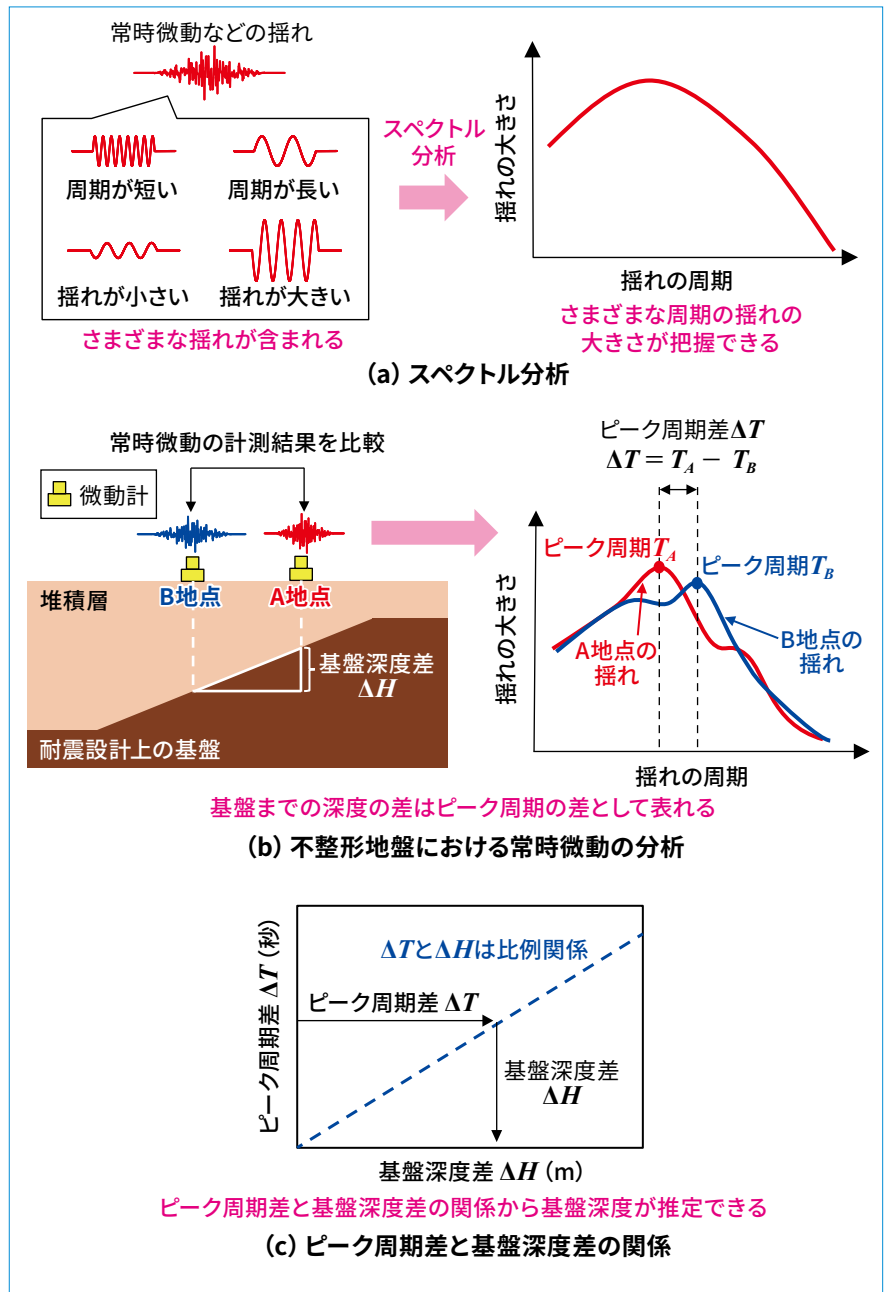 常時微動などの揺れ
周期が短い
周期が長い
揺れが小さい
揺れが大きい
さまざまな揺れが含まれる
スペクトル
分析
揺れの大きさ
揺れの周期
さまざまな周期の揺れの
大きさが把握できる
(a) スペクトル分析
常時微動の計測結果を比較
微動計
堆積層
B地点
A地点
基盤深度差
ΔH
耐震設計上の基盤
ピーク周期差ΔT
ΔT = T_A − T_B
ピーク周期T_A
ピーク周期T_B
A地点の
揺れ
B地点の
揺れ
揺れの大きさ
揺れの周期
基盤までの深度の差はピーク周期の差として表れる
(b) 不整形地盤における常時微動の分析
ピーク周期差 ΔT (秒)
ΔTとΔHは比例関係
ピーク周期差 ΔT
基盤深度差
ΔH
基盤深度差 ΔH (m)
ピーク周期差と基盤深度差の関係から基盤深度が推定できる
(c) ピーク周期差と基盤深度差の関係